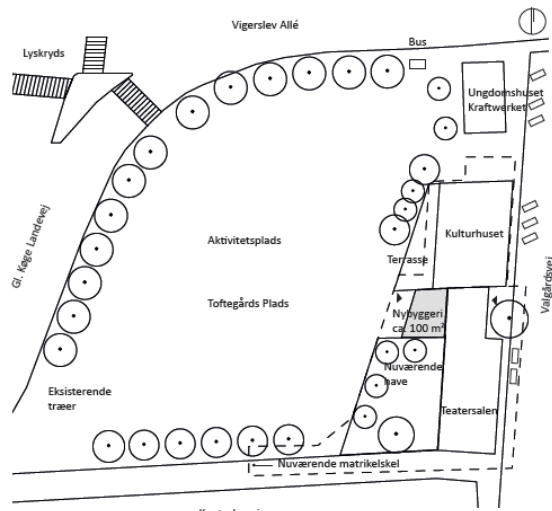 Vigerslev Allé
Lyskryds
Bus
Ungdomshuset
Kraftwerket
Gl. Køge Landevej
Aktivitetsplads
Kulturhuset
Terrasse
Valgårdsvej
Toftegårds Plads
Nybyggeri
ca. 100 m²
Nuværende
have
Eksisterende
træer
Teatersalen
Nuværende matrikelskel